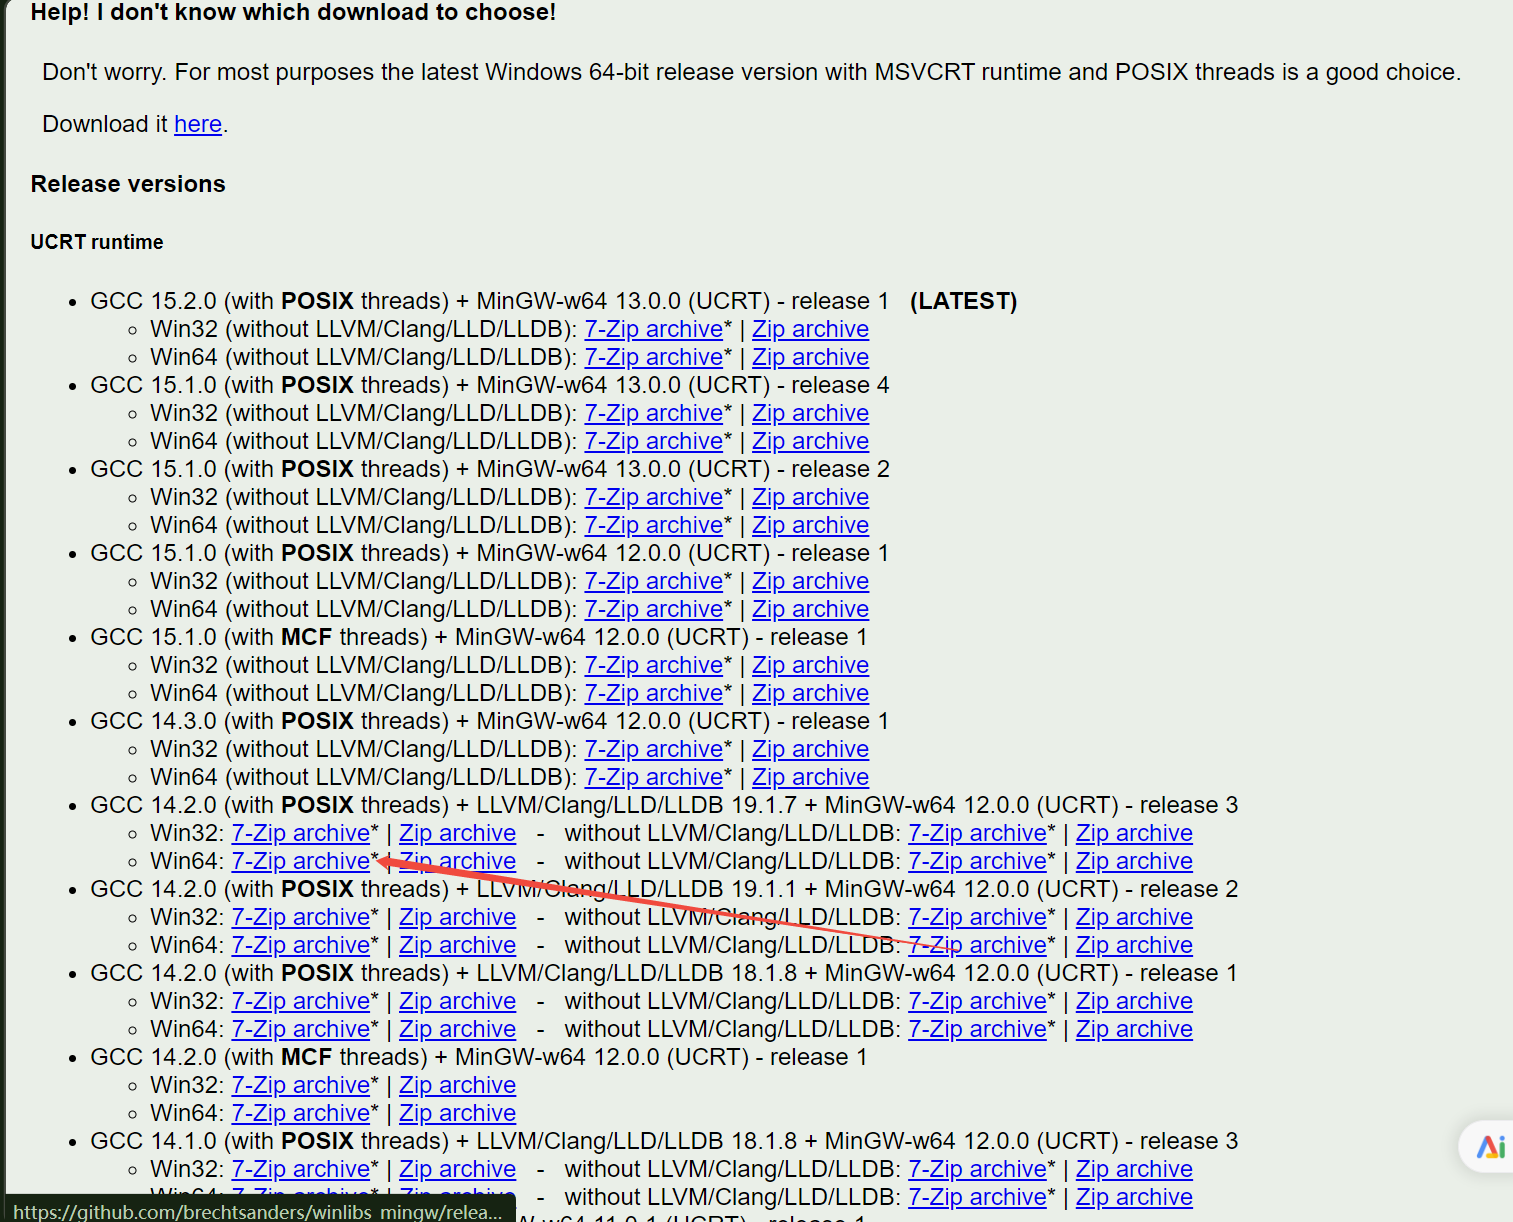 Help! I don't know which download to choose!
Don't worry. For most purposes the latest Windows 64-bit release version with MSVCRT runtime and POSIX threads is a good choice.
Download it here.
Release versions
UCRT runtime
• GCC 15.2.0 (with POSIX threads) + MinGW-w64 13.0.0 (UCRT) - release 1 (LATEST)
◦ Win32 (without LLVM/Clang/LLD/LLDB): 7-Zip archive* | Zip archive
◦ Win64 (without LLVM/Clang/LLD/LLDB): 7-Zip archive* | Zip archive
• GCC 15.1.0 (with POSIX threads) + MinGW-w64 13.0.0 (UCRT) - release 4
◦ Win32 (without LLVM/Clang/LLD/LLDB): 7-Zip archive* | Zip archive
◦ Win64 (without LLVM/Clang/LLD/LLDB): 7-Zip archive* | Zip archive
• GCC 15.1.0 (with POSIX threads) + MinGW-w64 13.0.0 (UCRT) - release 2
◦ Win32 (without LLVM/Clang/LLD/LLDB): 7-Zip archive* | Zip archive
◦ Win64 (without LLVM/Clang/LLD/LLDB): 7-Zip archive* | Zip archive
• GCC 15.1.0 (with POSIX threads) + MinGW-w64 12.0.0 (UCRT) - release 1
◦ Win32 (without LLVM/Clang/LLD/LLDB): 7-Zip archive* | Zip archive
◦ Win64 (without LLVM/Clang/LLD/LLDB): 7-Zip archive* | Zip archive
• GCC 15.1.0 (with MCF threads) + MinGW-w64 12.0.0 (UCRT) - release 1
◦ Win32 (without LLVM/Clang/LLD/LLDB): 7-Zip archive* | Zip archive
◦ Win64 (without LLVM/Clang/LLD/LLDB): 7-Zip archive* | Zip archive
• GCC 14.3.0 (with POSIX threads) + MinGW-w64 12.0.0 (UCRT) - release 1
◦ Win32 (without LLVM/Clang/LLD/LLDB): 7-Zip archive* | Zip archive
◦ Win64 (without LLVM/Clang/LLD/LLDB): 7-Zip archive* | Zip archive
• GCC 14.2.0 (with POSIX threads) + LLVM/Clang/LLD/LLDB 19.1.7 + MinGW-w64 12.0.0 (UCRT) - release 3
◦ Win32: 7-Zip archive* | Zip archive - without LLVM/Clang/LLD/LLDB: 7-Zip archive* | Zip archive
◦ Win64: 7-Zip archive* | Zip archive - without LLVM/Clang/LLD/LLDB: 7-Zip archive* | Zip archive
• GCC 14.2.0 (with POSIX threads) + LLVM/Clang/LLD/LLDB 19.1.1 + MinGW-w64 12.0.0 (UCRT) - release 2
◦ Win32: 7-Zip archive* | Zip archive - without LLVM/Clang/LLD/LLDB: 7-Zip archive* | Zip archive
◦ Win64: 7-Zip archive* | Zip archive - without LLVM/Clang/LLD/LLDB: 7-Zip archive* | Zip archive
• GCC 14.2.0 (with POSIX threads) + LLVM/Clang/LLD/LLDB 18.1.8 + MinGW-w64 12.0.0 (UCRT) - release 1
◦ Win32: 7-Zip archive* | Zip archive - without LLVM/Clang/LLD/LLDB: 7-Zip archive* | Zip archive
◦ Win64: 7-Zip archive* | Zip archive - without LLVM/Clang/LLD/LLDB: 7-Zip archive* | Zip archive
• GCC 14.2.0 (with MCF threads) + MinGW-w64 12.0.0 (UCRT) - release 1
◦ Win32: 7-Zip archive* | Zip archive
◦ Win64: 7-Zip archive* | Zip archive
• GCC 14.1.0 (with POSIX threads) + LLVM/Clang/LLD/LLDB 18.1.8 + MinGW-w64 12.0.0 (UCRT) - release 3
Ai
◦ Win32: 7-Zip archive* | Zip archive - without LLVM/Clang/LLD/LLDB: 7-Zip archive* | Zip archive
◦ Win64: 7-Zip archive* | Zip archive - without LLVM/Clang/LLD/LLDB: 7-Zip archive* | Zip archive
https://github.com/brechtsanders/winlibs_mingw/relea...
w64 11.0.1 (UCRT) - release 1